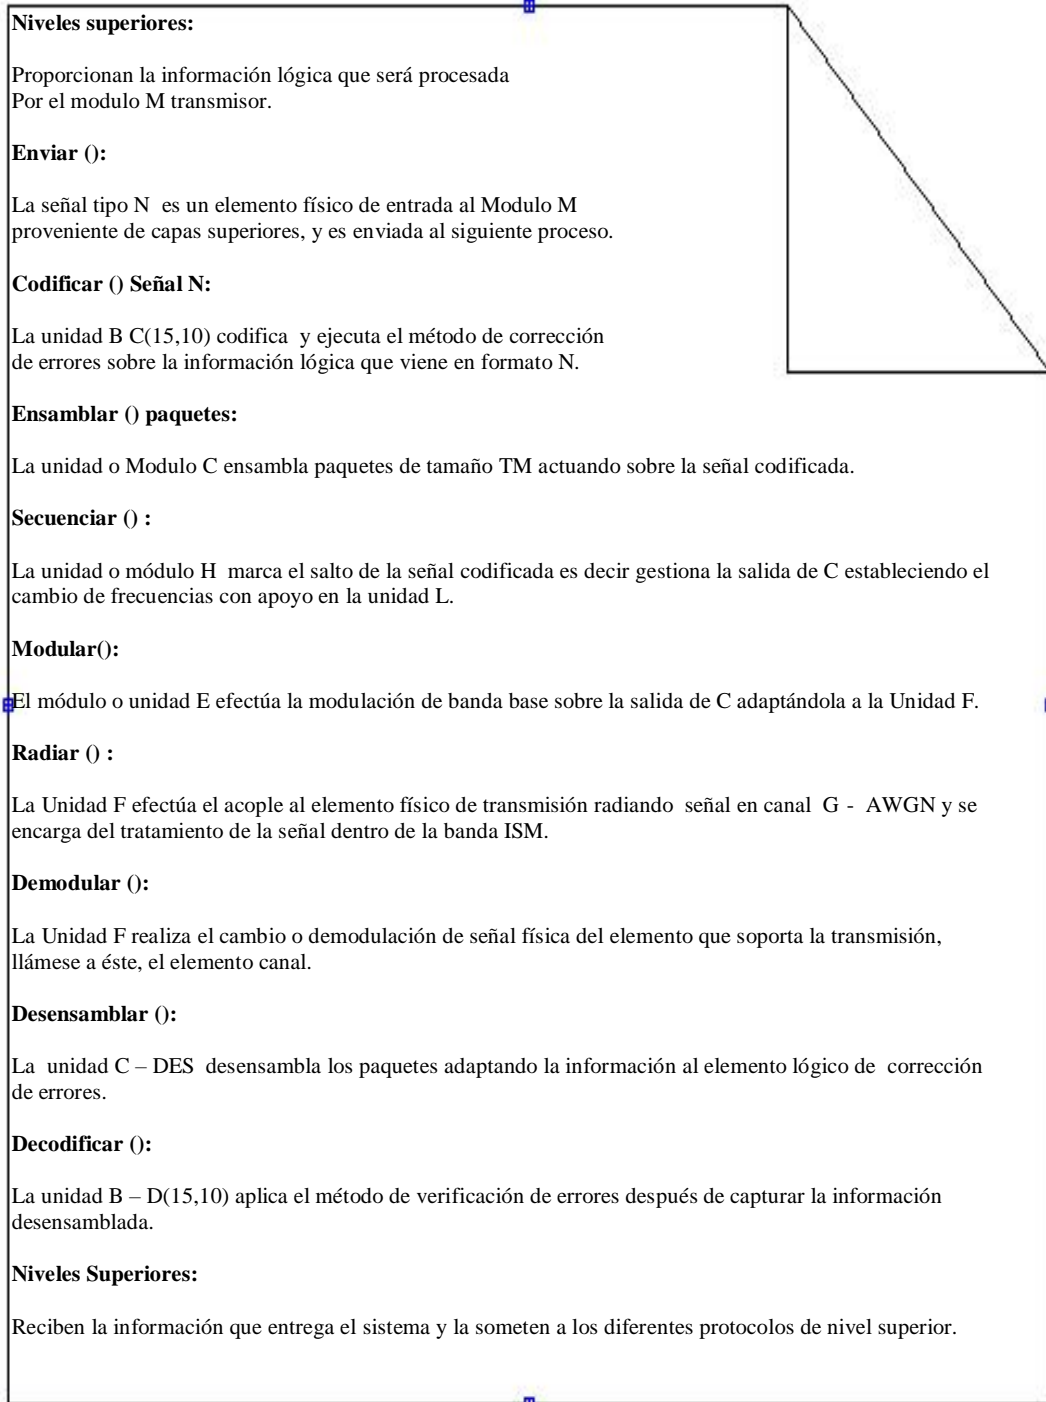 Niveles superiores:
Proporcionan la información lógica que será procesada
Por el modulo M transmisor.
Enviar ():
La señal tipo N es un elemento físico de entrada al Modulo M
proveniente de capas superiores, y es enviada al siguiente proceso.
Codificar () Señal N:
La unidad B C(15,10) codifica y ejecuta el método de corrección
de errores sobre la información lógica que viene en formato N.
Ensamblar () paquetes:
La unidad o Modulo C ensambla paquetes de tamaño TM actuando sobre la señal codificada.
Secuenciar () :
La unidad o módulo H marca el salto de la señal codificada es decir gestiona la salida de C estableciendo el
cambio de frecuencias con apoyo en la unidad L.
Modular():
El módulo o unidad E efectúa la modulación de banda base sobre la salida de C adaptándola a la Unidad F.
Radiar () :
La Unidad F efectúa el acople al elemento físico de transmisión radiando señal en canal G - AWGN y se
encarga del tratamiento de la señal dentro de la banda ISM.
Demodular ():
La Unidad F realiza el cambio o demodulación de señal física del elemento que soporta la transmisión,
llámese a éste, el elemento canal.
Desensamblar ():
La unidad C – DES desensambla los paquetes adaptando la información al elemento lógico de corrección
de errores.
Decodificar ():
La unidad B – D(15,10) aplica el método de verificación de errores después de capturar la información
desensamblada.
Niveles Superiores:
Reciben la información que entrega el sistema y la someten a los diferentes protocolos de nivel superior.